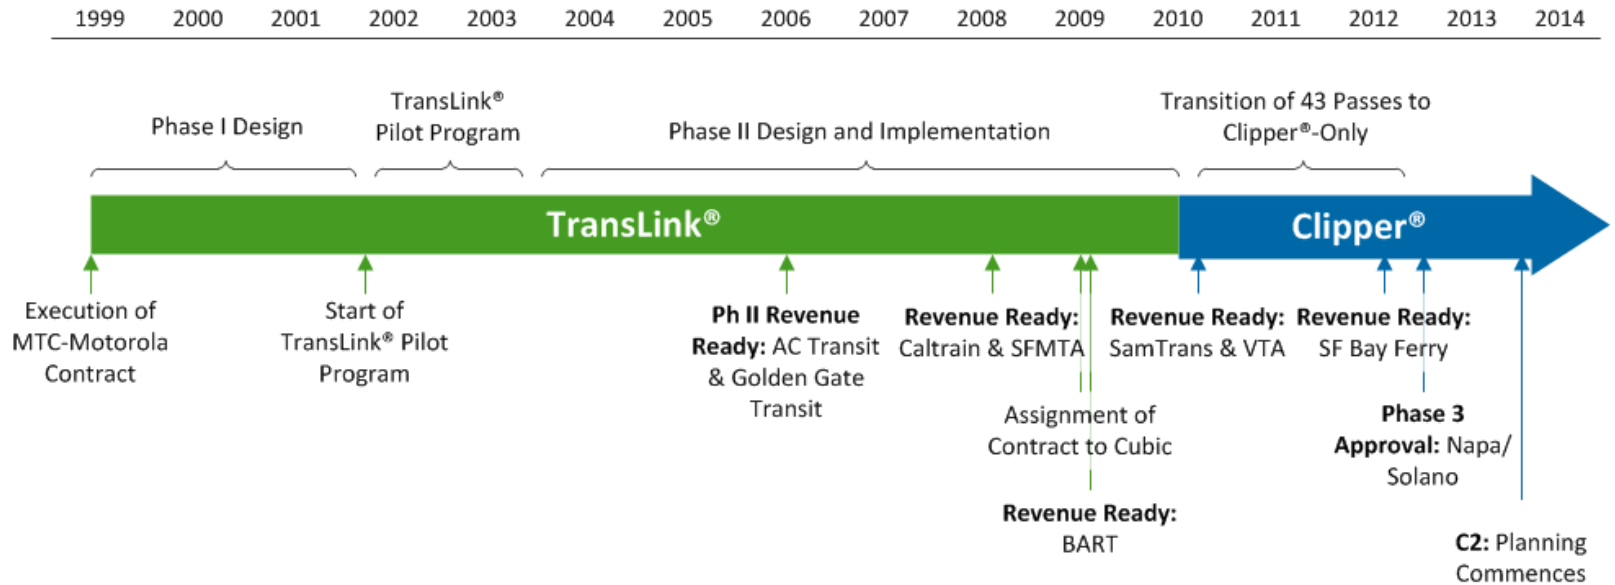 1999 2000 2001 2002 2003 2004 2005 2006 2007 2008 2009 2010 2011 2012 2013 2014
Phase I Design
TransLink®
Pilot Program
Phase II Design and Implementation
Transition of 43 Passes to
Clipper®-Only
TransLink®
Clipper®
Execution of
MTC-Motorola
Contract
Start of
TransLink® Pilot
Program
Ph II Revenue
Ready: AC Transit
& Golden Gate
Transit
Revenue Ready:
Caltrain & SFMTA
Assignment of
Contract to Cubic
Revenue Ready:
BART
Revenue Ready:
SamTrans & VTA
Revenue Ready:
SF Bay Ferry
Phase 3
Approval: Napa/
Solano
C2: Planning
Commences